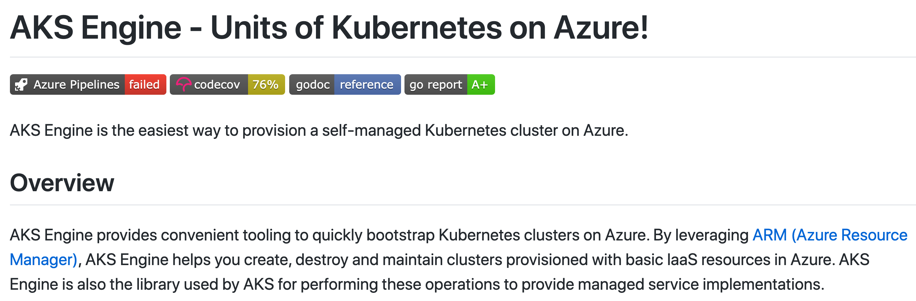 AKS Engine - Units of Kubernetes on Azure!
Azure Pipelines failed codecov 76% godoc reference go report A+
AKS Engine is the easiest way to provision a self-managed Kubernetes cluster on Azure.
Overview
AKS Engine provides convenient tooling to quickly bootstrap Kubernetes clusters on Azure. By leveraging ARM (Azure Resource
Manager), AKS Engine helps you create, destroy and maintain clusters provisioned with basic IaaS resources in Azure. AKS
Engine is also the library used by AKS for performing these operations to provide managed service implementations.